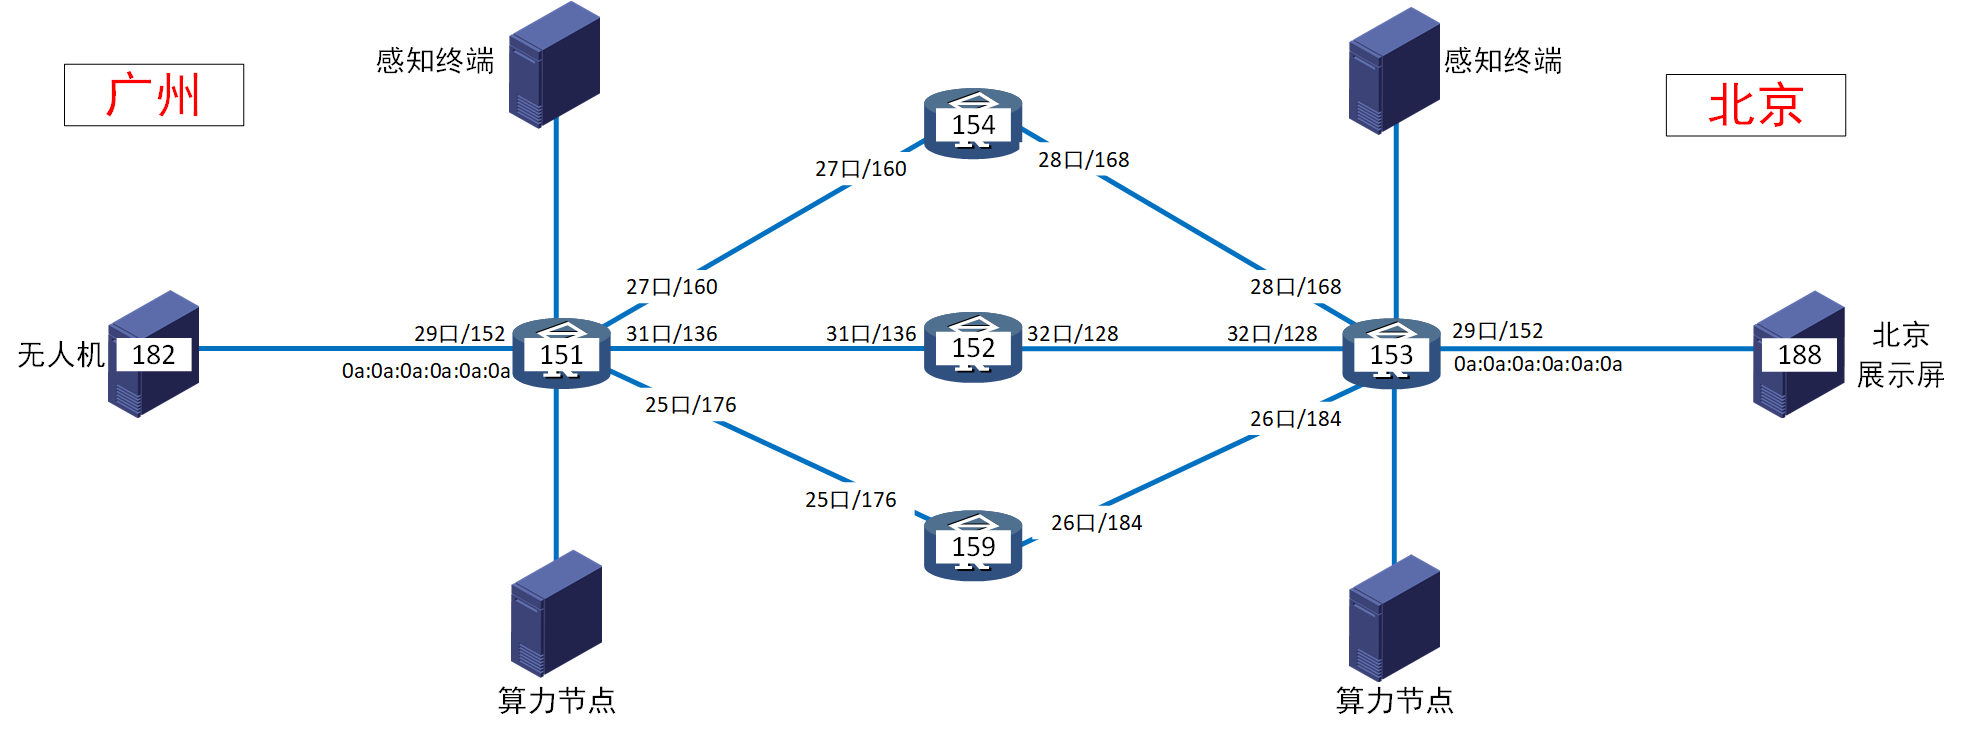 感知终端
感知终端
广州
北京
154
27口/160
28口/168
27口/160
28口/168
29口/152
31口/136
31口/136
152
32口/128
32口/128
29口/152
无人机
182
151
153
188
北京
展示屏
0a:0a:0a:0a:0a:0a
0a:0a:0a:0a:0a:0a
25口/176
26口/184
25口/176
26口/184
159
算力节点
算力节点